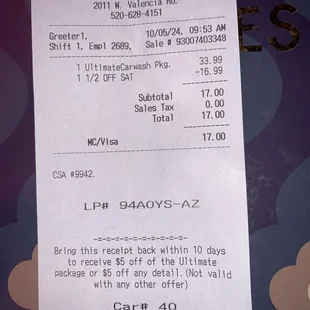 2011 W. Valencia Rd.
520-628-4151
Greeter1, 10/05/24, 09:53 AM
Shift 1, Empl 2689, Sale # 93007403348
1 UltimateCarwash Pkg. 33.99
1 1/2 OFF SAT -16.99
Subtotal 17.00
Sales Tax 0.00
Total 17.00
MC/Visa 17.00
CSA #9942.
LP# 94A0YS-AZ
-=-=-=-=-=-=-=-=-=-=-
Bring this receipt back within 10 days
to receive $5 off of the Ultimate
package or $5 off any detail.(Not valid
with any other offer)
Car# 40
ES